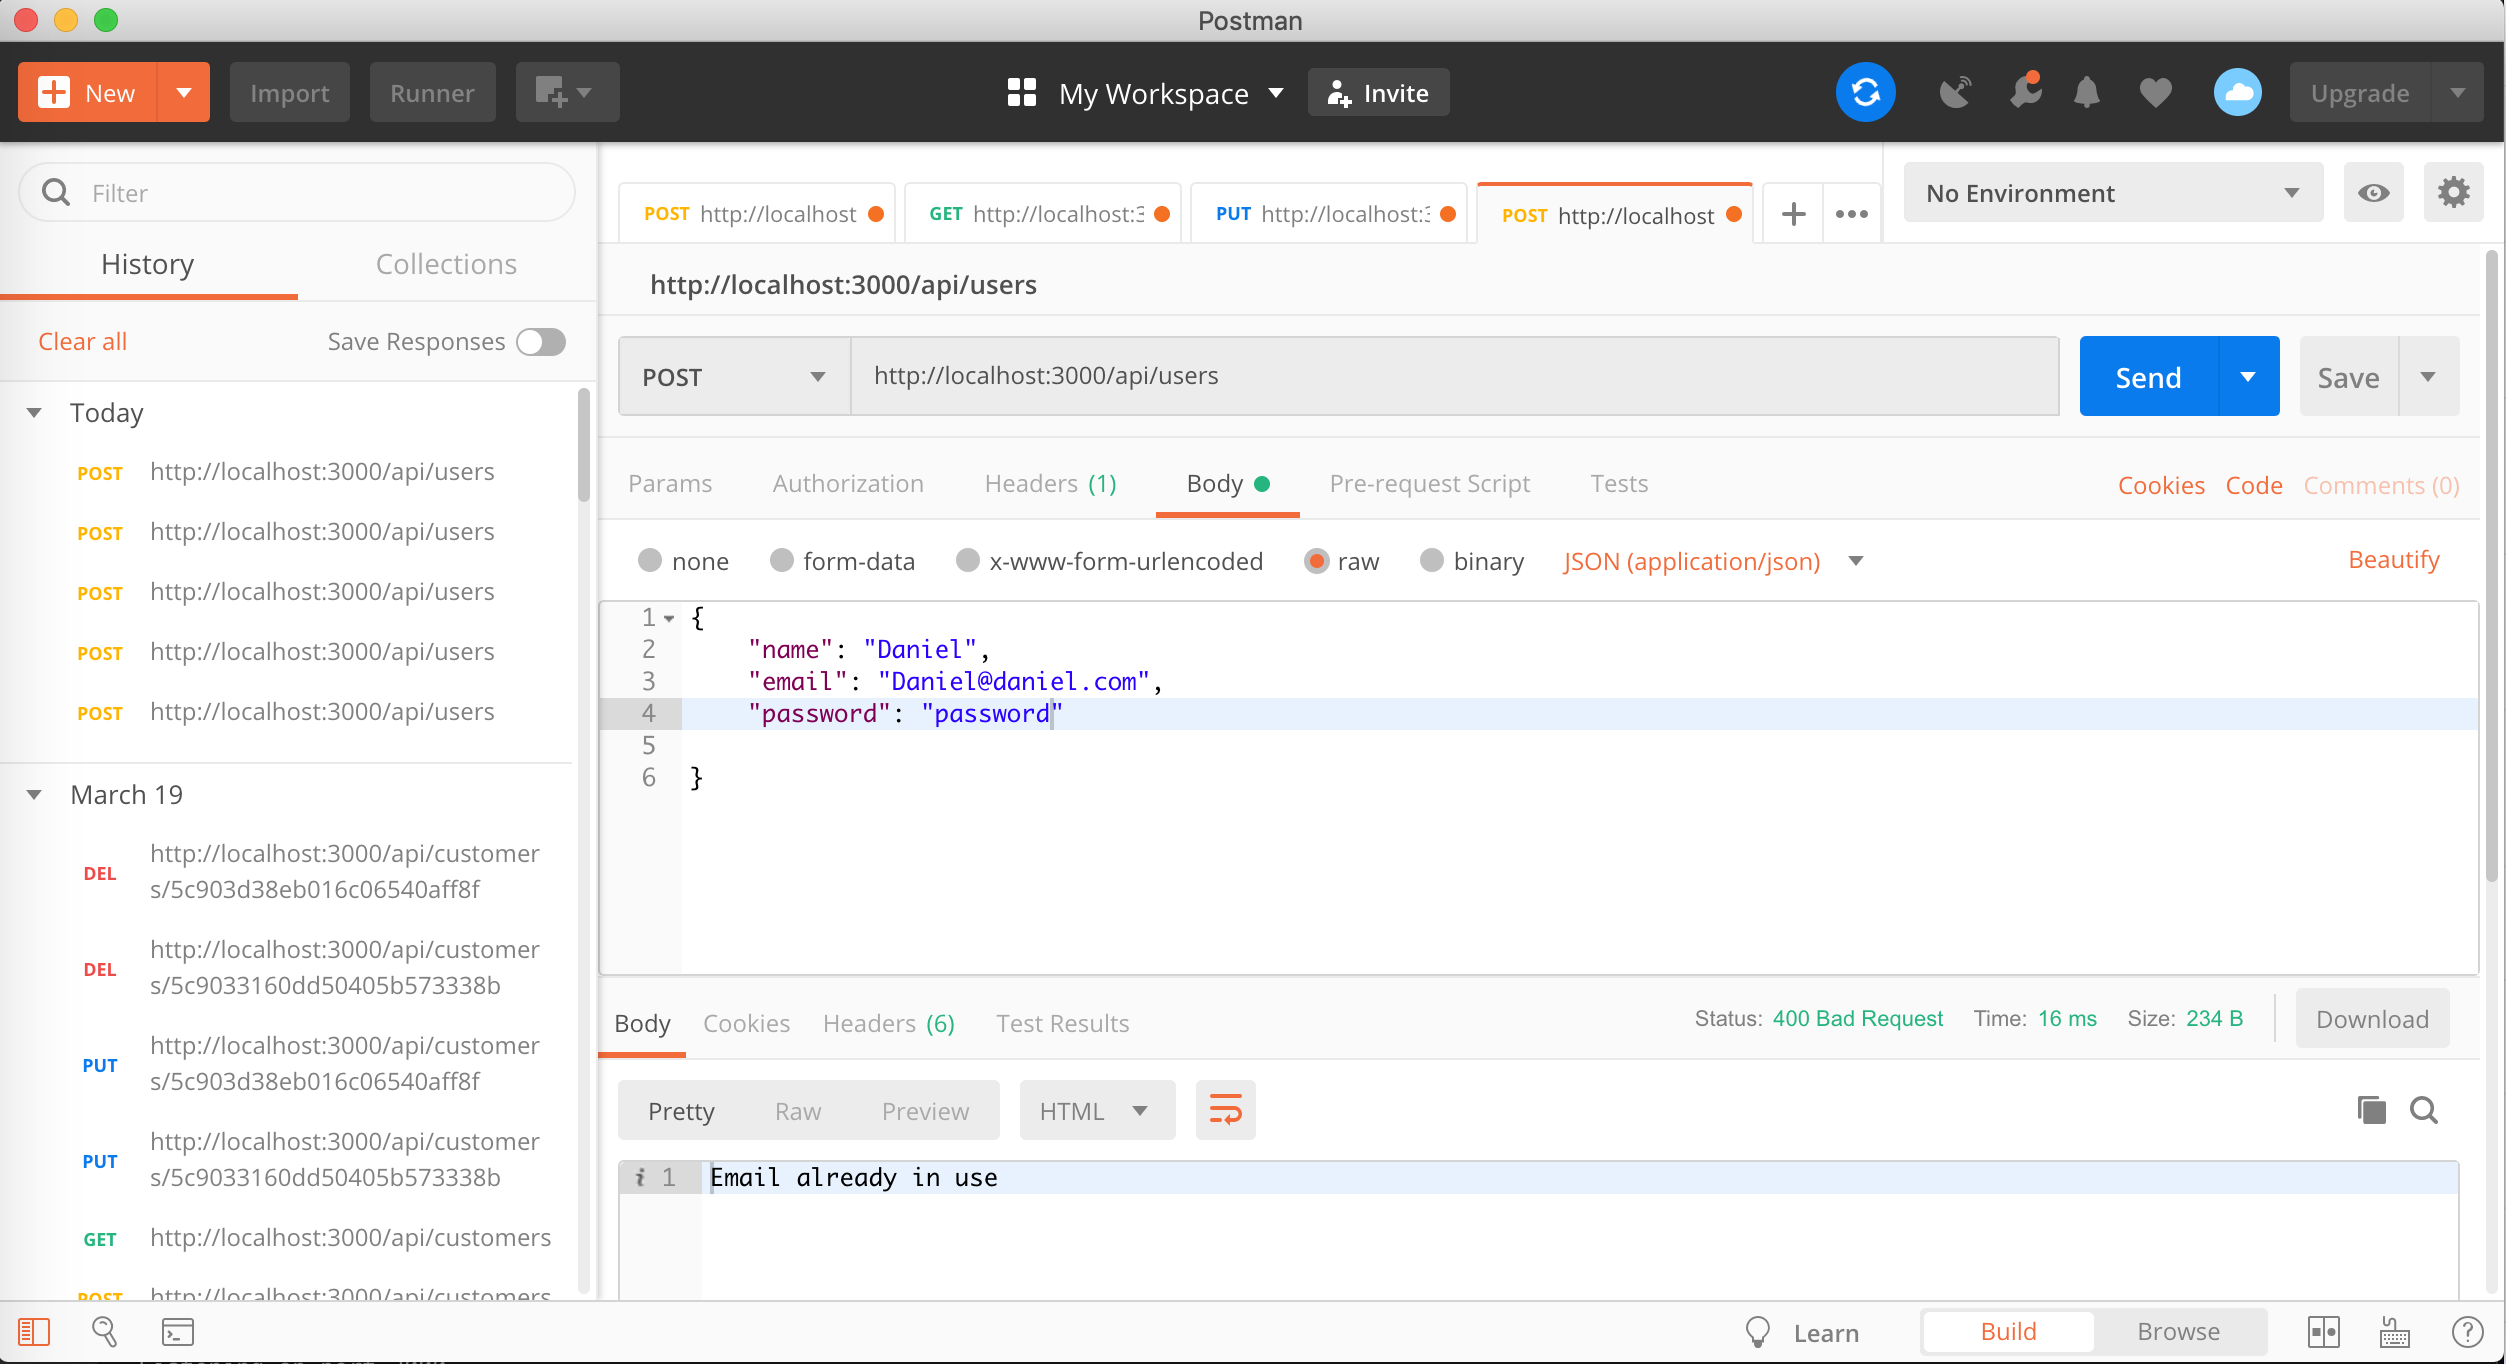 Postman
New
Import
Runner
My Workspace
Invite
Upgrade
Filter
History
Collections
Clear all
Save Responses
Today
POST http://localhost:3000/api/users
POST http://localhost:3000/api/users
POST http://localhost:3000/api/users
POST http://localhost:3000/api/users
POST http://localhost:3000/api/users
March 19
DEL http://localhost:3000/api/customer
s/5c903d38eb016c06540aff8f
DEL http://localhost:3000/api/customer
s/5c9033160dd50405b573338b
PUT http://localhost:3000/api/customer
s/5c903d38eb016c06540aff8f
PUT http://localhost:3000/api/customer
s/5c9033160dd50405b573338b
GET http://localhost:3000/api/customers
POST http://localhost:3000/api/customers
POST http://localhost
GET http://localhost:3
PUT http://localhost:3
POST http://localhost
No Environment
http://localhost:3000/api/users
POST
http://localhost:3000/api/users
Send
Save
Params
Authorization
Headers (1)
Body
Pre-request Script
Tests
Cookies
Code
Comments (0)
none
form-data
x-www-form-urlencoded
raw
binary
JSON (application/json)
Beautify
1 {
2 "name": "Daniel",
3 "email": "Daniel@daniel.com",
4 "password": "password"
5
6 }
Body
Cookies
Headers (6)
Test Results
Status: 400 Bad Request
Time: 16 ms
Size: 234 B
Download
Pretty
Raw
Preview
HTML
i 1 Email already in use
Learn
Build
Browse